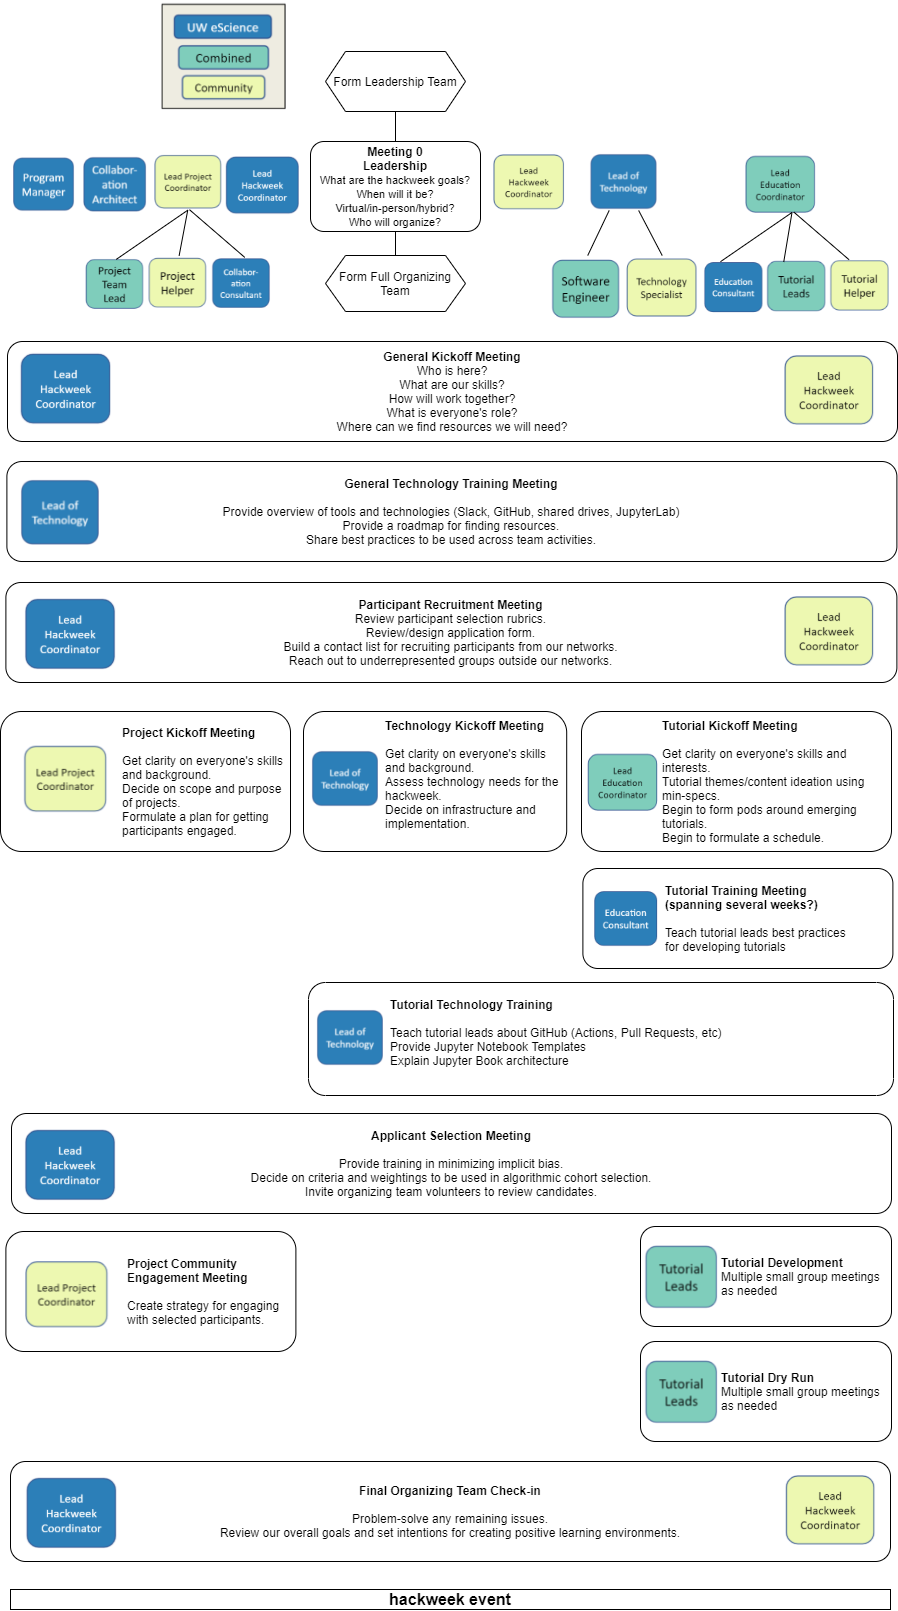 UW eScience
Combined
Community
Form Leadership Team
Program
Manager
Collabor-
ation
Architect
Lead Project
Coordinator
Lead
Hackweek
Coordinator
Meeting 0
Leadership
What are the hackweek goals?
When will it be?
Virtual/in-person/hybrid?
Who will organize?
Lead
Hackweek
Coordinator
Lead of
Technology
Lead
Education
Coordinator
Project
Team
Lead
Project
Helper
Collabor-
ation
Consultant
Form Full Organizing
Team
Software
Engineer
Technology
Specialist
Education
Consultant
Tutorial
Leads
Tutorial
Helper
Lead
Hackweek
Coordinator
General Kickoff Meeting
Who is here?
What are our skills?
How will work together?
What is everyone's role?
Where can we find resources we will need?
Lead
Hackweek
Coordinator
Lead of
Technology
General Technology Training Meeting
Provide overview of tools and technologies (Slack, GitHub, shared drives, JupyterLab)
Provide a roadmap for finding resources.
Share best practices to be used across team activities.
Lead
Hackweek
Coordinator
Participant Recruitment Meeting
Review participant selection rubrics.
Review/design application form.
Build a contact list for recruiting participants from our networks.
Reach out to underrepresented groups outside our networks.
Lead
Hackweek
Coordinator
Lead Project
Coordinator
Project Kickoff Meeting
Get clarity on everyone's skills
and background.
Decide on scope and purpose
of projects.
Formulate a plan for getting
participants engaged.
Lead of
Technology
Technology Kickoff Meeting
Get clarity on everyone's skills
and background.
Assess technology needs for the
hackweek.
Decide on infrastructure and
implementation.
Lead
Education
Coordinator
Tutorial Kickoff Meeting
Get clarity on everyone's skills and
interests.
Tutorial themes/content ideation using
min-specs.
Begin to form pods around emerging
tutorials.
Begin to formulate a schedule.
Education
Consultant
Tutorial Training Meeting
(spanning several weeks?)
Teach tutorial leads best practices
for developing tutorials
Lead of
Technology
Tutorial Technology Training
Teach tutorial leads about GitHub (Actions, Pull Requests, etc)
Provide Jupyter Notebook Templates
Explain Jupyter Book architecture
Lead
Hackweek
Coordinator
Applicant Selection Meeting
Provide training in minimizing implicit bias.
Decide on criteria and weightings to be used in algorithmic cohort selection.
Invite organizing team volunteers to review candidates.
Lead Project
Coordinator
Project Community
Engagement Meeting
Create strategy for engaging
with selected participants.
Tutorial
Leads
Tutorial Development
Multiple small group meetings
as needed
Tutorial
Leads
Tutorial Dry Run
Multiple small group meetings
as needed
Lead
Hackweek
Coordinator
Final Organizing Team Check-in
Problem-solve any remaining issues.
Review our overall goals and set intentions for creating positive learning environments.
Lead
Hackweek
Coordinator
hackweek event